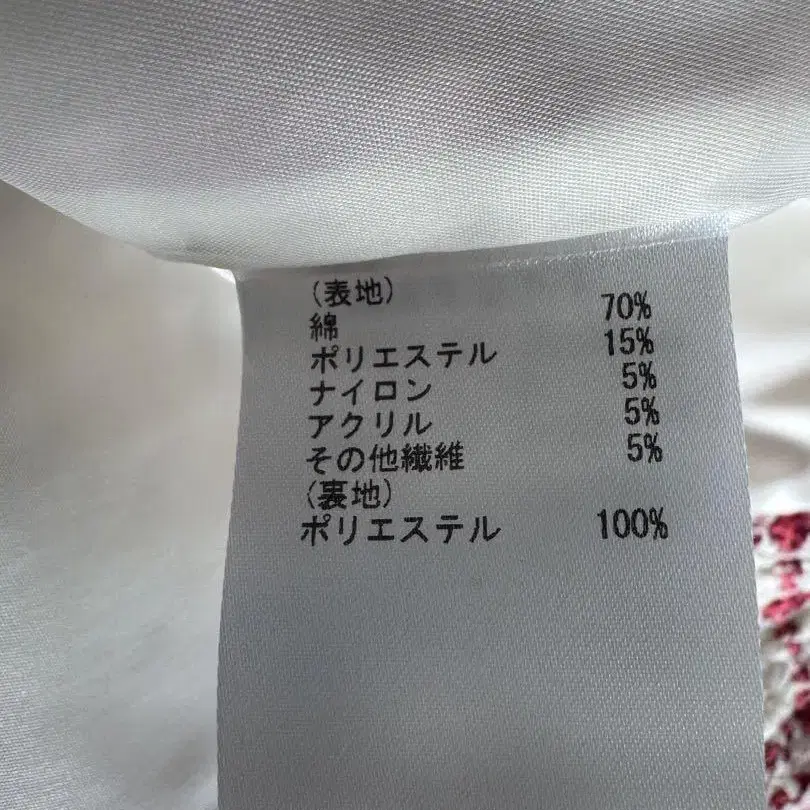 (表地)
綿 70%
ポリエステル 15%
ナイロン 5%
アクリル 5%
その他繊維 5%
(裏地)
ポリエステル 100%